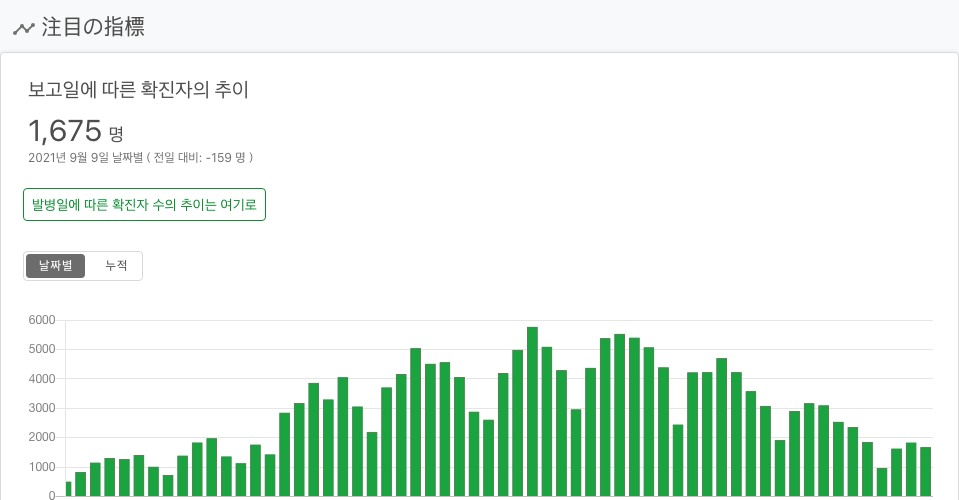 注目の指標
보고일에 따른 확진자의 추이
1,675 명
2021년 9월 9일 날짜별 ( 전일 대비: -159 명 )
발병일에 따른 확진자 수의 추이는 여기로
날짜별 누적
6000
5000
4000
3000
2000
1000
0